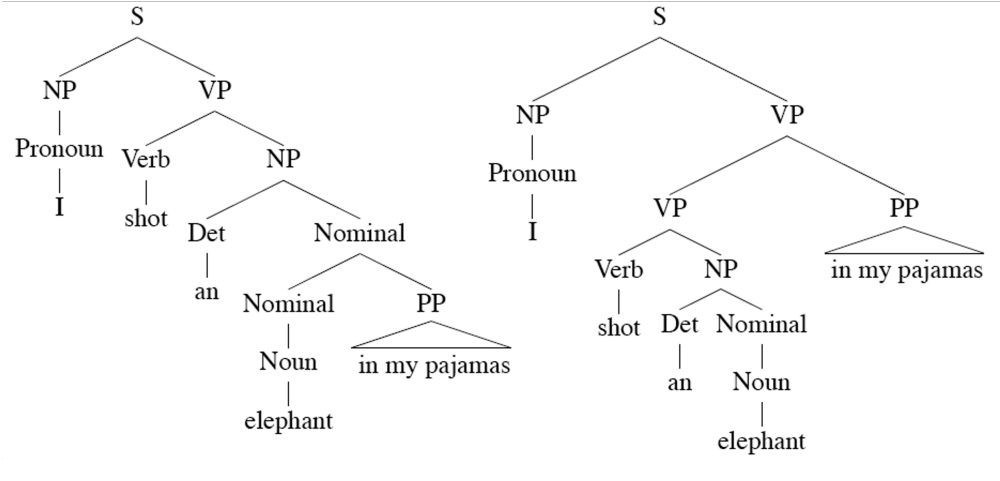 S
NP VP
Pronoun Verb NP
I shot Det Nominal
an Nominal PP
Noun in my pajamas
elephant
S
NP VP
Pronoun VP PP
I Verb NP in my pajamas
shot Det Nominal
an Noun
elephant